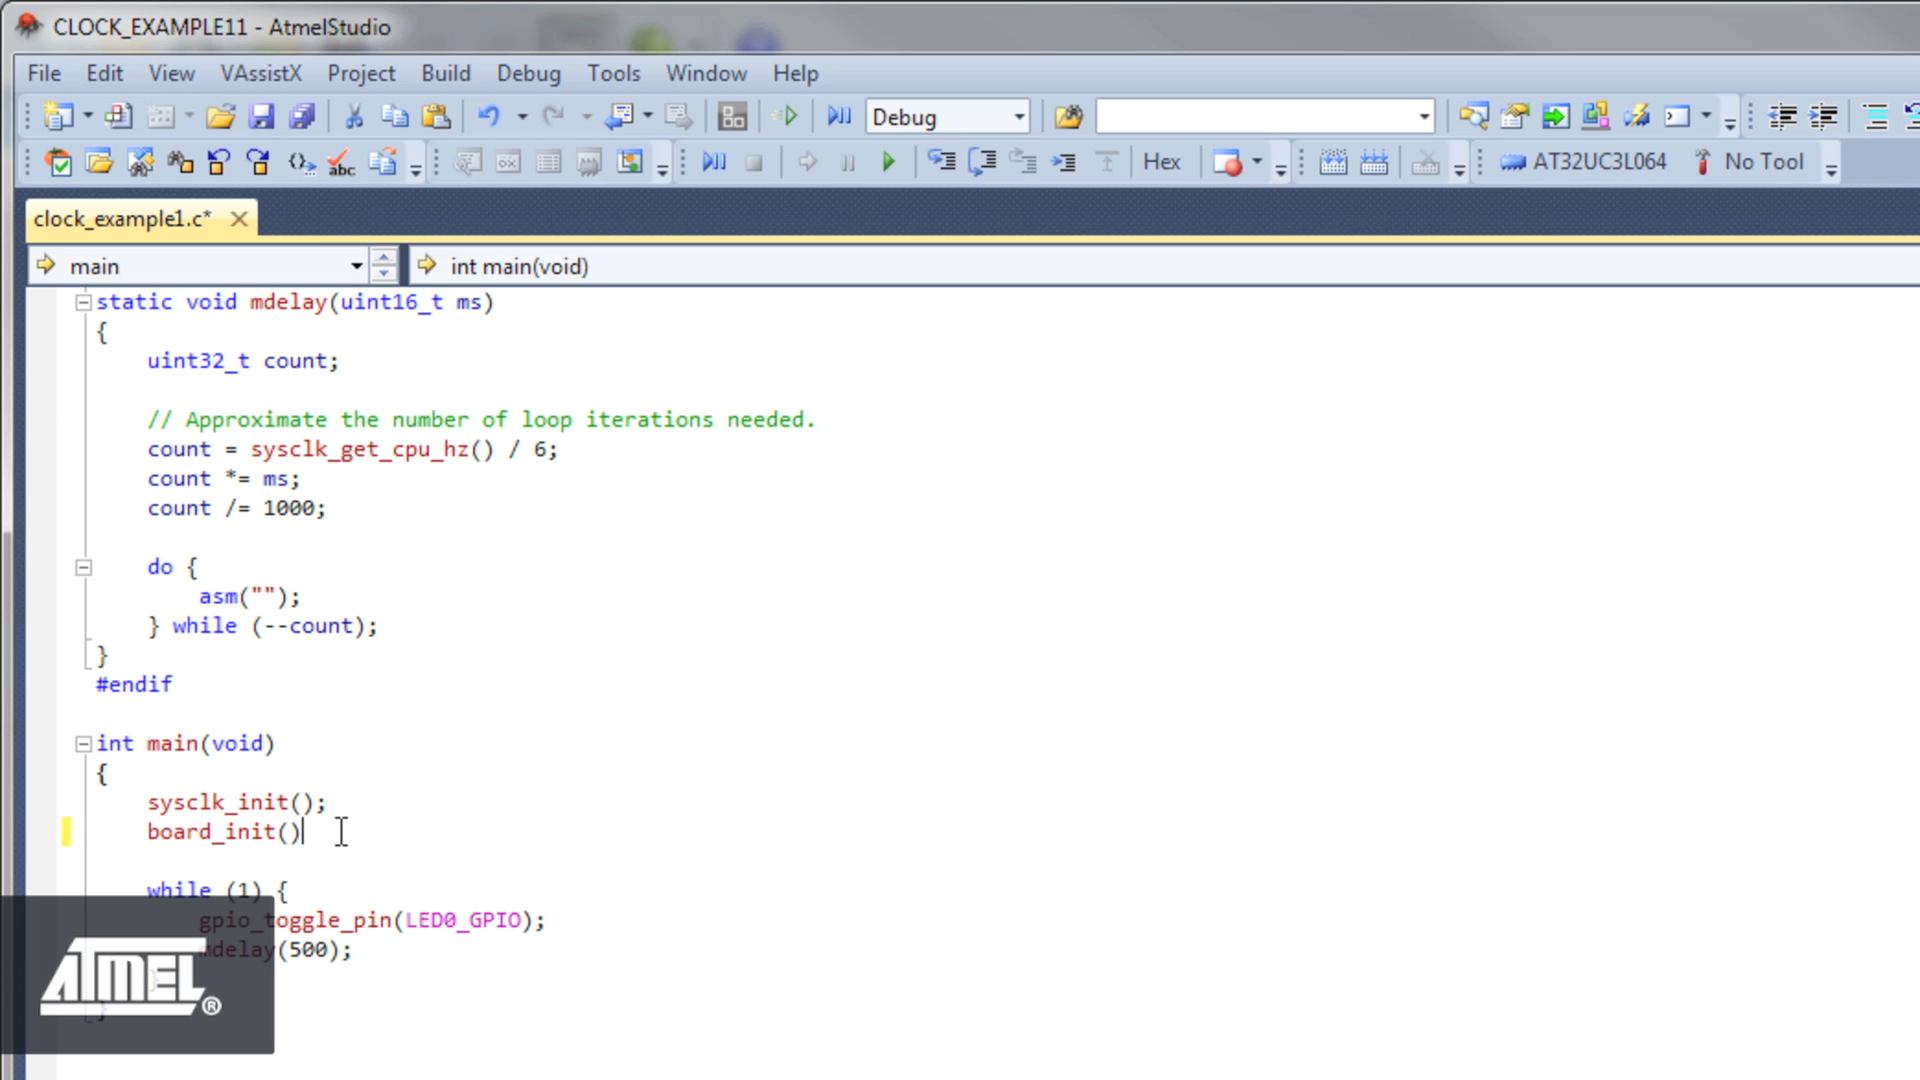 CLOCK_EXAMPLE11 - AtmelStudio
File Edit View VAssistX Project Build Debug Tools Window Help
Debug
abc Hex AT32UC3L064 No Tool
clock_example1.c*
main int main(void)
static void mdelay(uint16_t ms)
{
uint32_t count;
// Approximate the number of loop iterations needed.
count = sysclk_get_cpu_hz() / 6;
count *= ms;
count /= 1000;
do {
asm("");
} while (--count);
}
#endif
int main(void)
{
sysclk_init();
board_init()
while (1) {
gpio_toggle_pin(LED0_GPIO);
mdelay(500);
}
}
ATMEL®